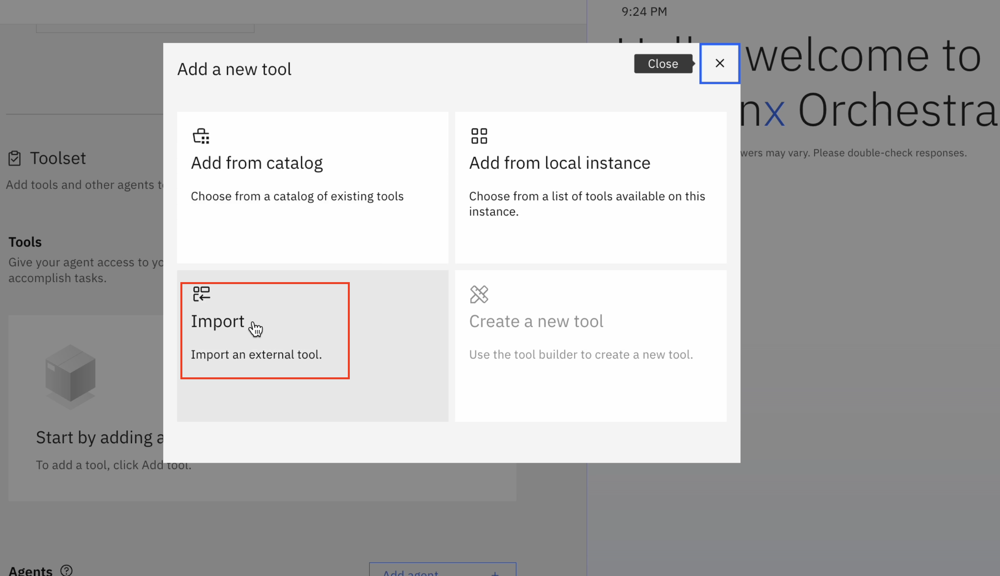 9:24 PM
welcome to
nx Orchestra
wers may vary. Please double-check responses.
Toolset
Add tools and other agents
Tools
Give your agent access to
accomplish tasks.
Start by adding
To add a tool, click Add tool.
Agents
Add agent +
Add a new tool
Close
Add from catalog
Choose from a catalog of existing tools
Add from local instance
Choose from a list of tools available on this
instance.
Import
Import an external tool.
Create a new tool
Use the tool builder to create a new tool.